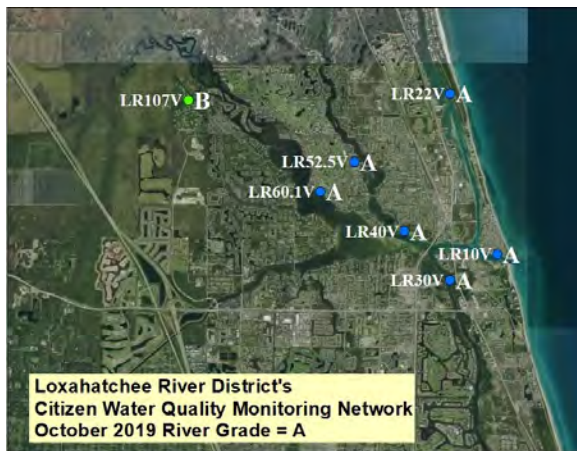 LR107V B
LR22V A
LR52.5V A
LR60.1V A
LR40V A
LR10V A
LR30V A
Loxahatchee River District's
Citizen Water Quality Monitoring Network
October 2019 River Grade = A